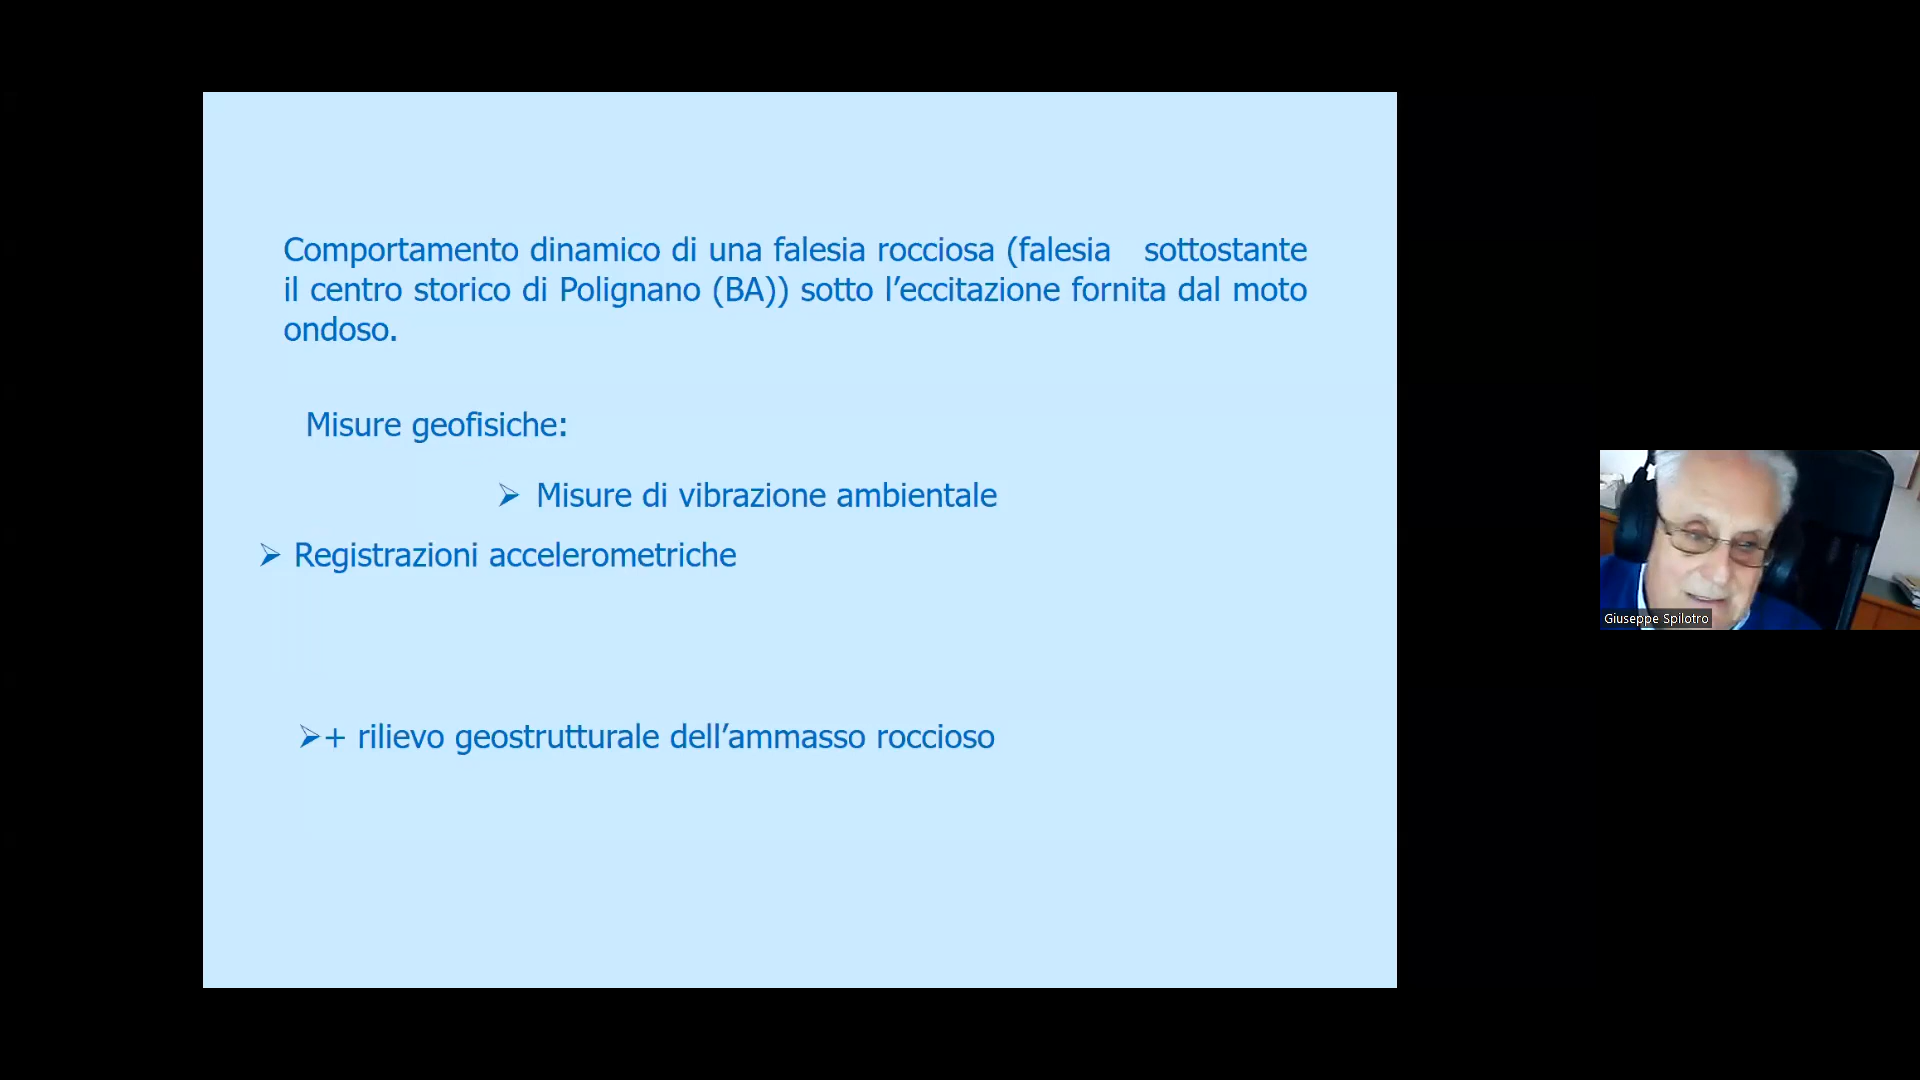 Comportamento dinamico di una falesia rocciosa (falesia sottostante
il centro storico di Polignano (BA)) sotto l’eccitazione fornita dal moto
ondoso.
Misure geofisiche:
➢ Misure di vibrazione ambientale
➢ Registrazioni accelerometriche
➢+ rilievo geostrutturale dell’ammasso roccioso
Giuseppe Spilotro